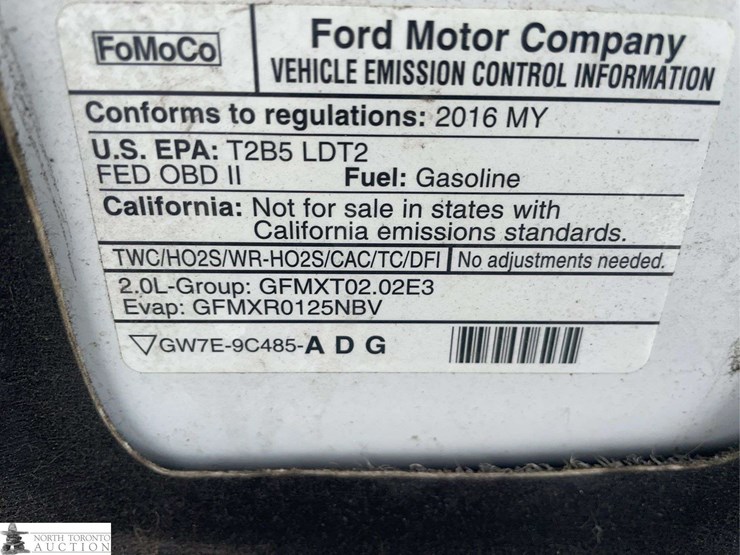 FoMoCo
Ford Motor Company
VEHICLE EMISSION CONTROL INFORMATION
Conforms to regulations: 2016 MY
U.S. EPA: T2B5 LDT2
FED OBD II Fuel: Gasoline
California: Not for sale in states with
California emissions standards.
TWC/HO2S/WR-HO2S/CAC/TC/DFI No adjustments needed.
2.0L-Group: GFMXT02.02E3
Evap: GFMXR0125NBV
GW7E-9C485-A D G
NORTH TORONTO
AUCTION